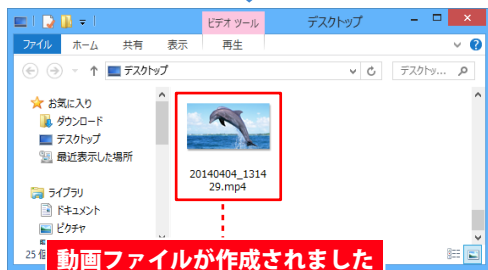 ビデオ ツール
デスクトップ
ファイル
ホーム
共有
表示
再生
デスクトップ
デスクトッ...
お気に入り
ダウンロード
デスクトップ
最近表示した場所
ライブラリ
ドキュメント
ピクチャ
20140404_1314
29.mp4
25 個
動画ファイルが作成されました